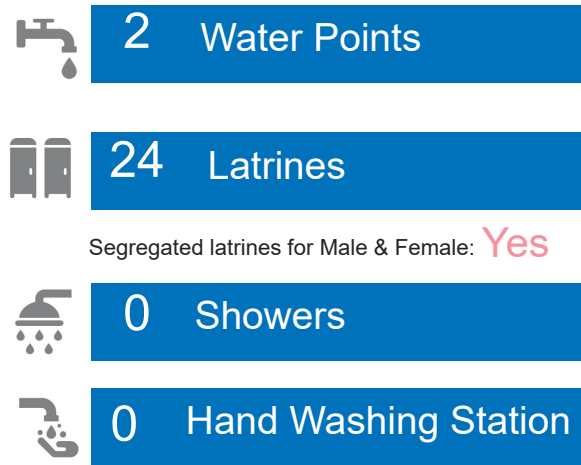 2 Water Points
24 Latrines
Segregated latrines for Male & Female: Yes
0 Showers
0 Hand Washing Station